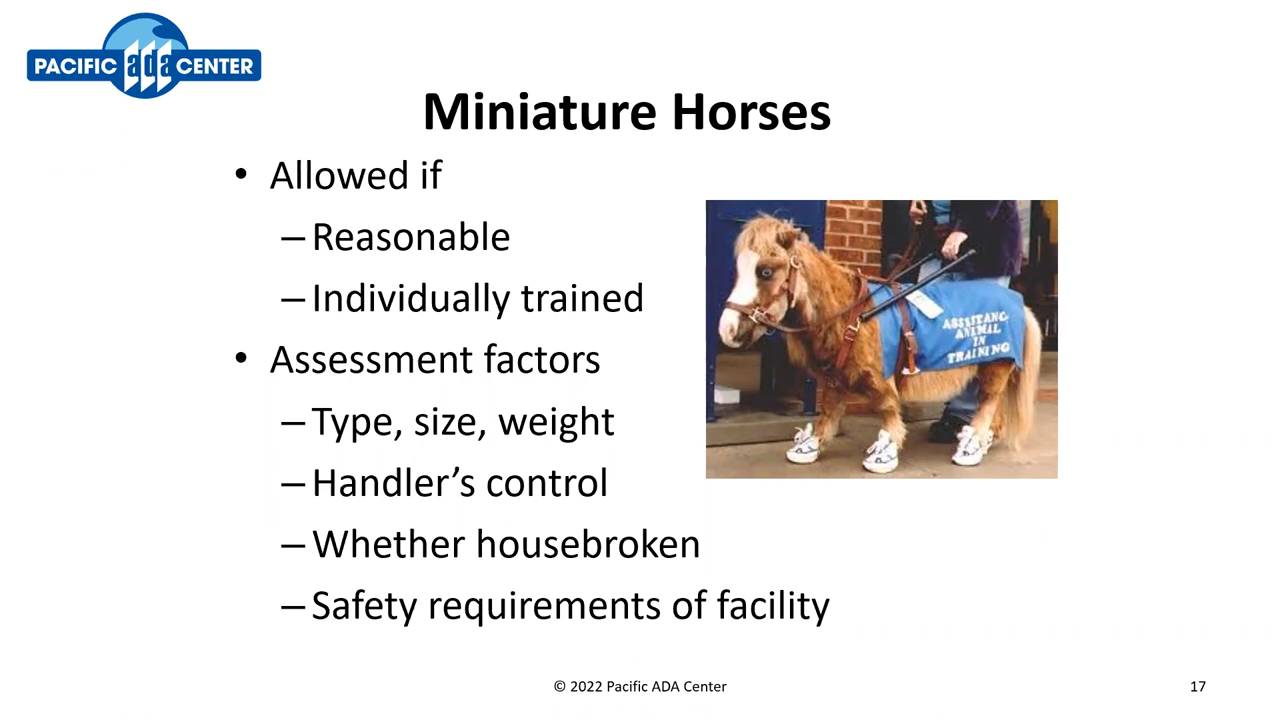 PACIFIC ada CENTER
Miniature Horses
• Allowed if
– Reasonable
– Individually trained
• Assessment factors
– Type, size, weight
– Handler’s control
– Whether housebroken
– Safety requirements of facility
ANIMAL
IN
TRAINING
© 2022 Pacific ADA Center
17